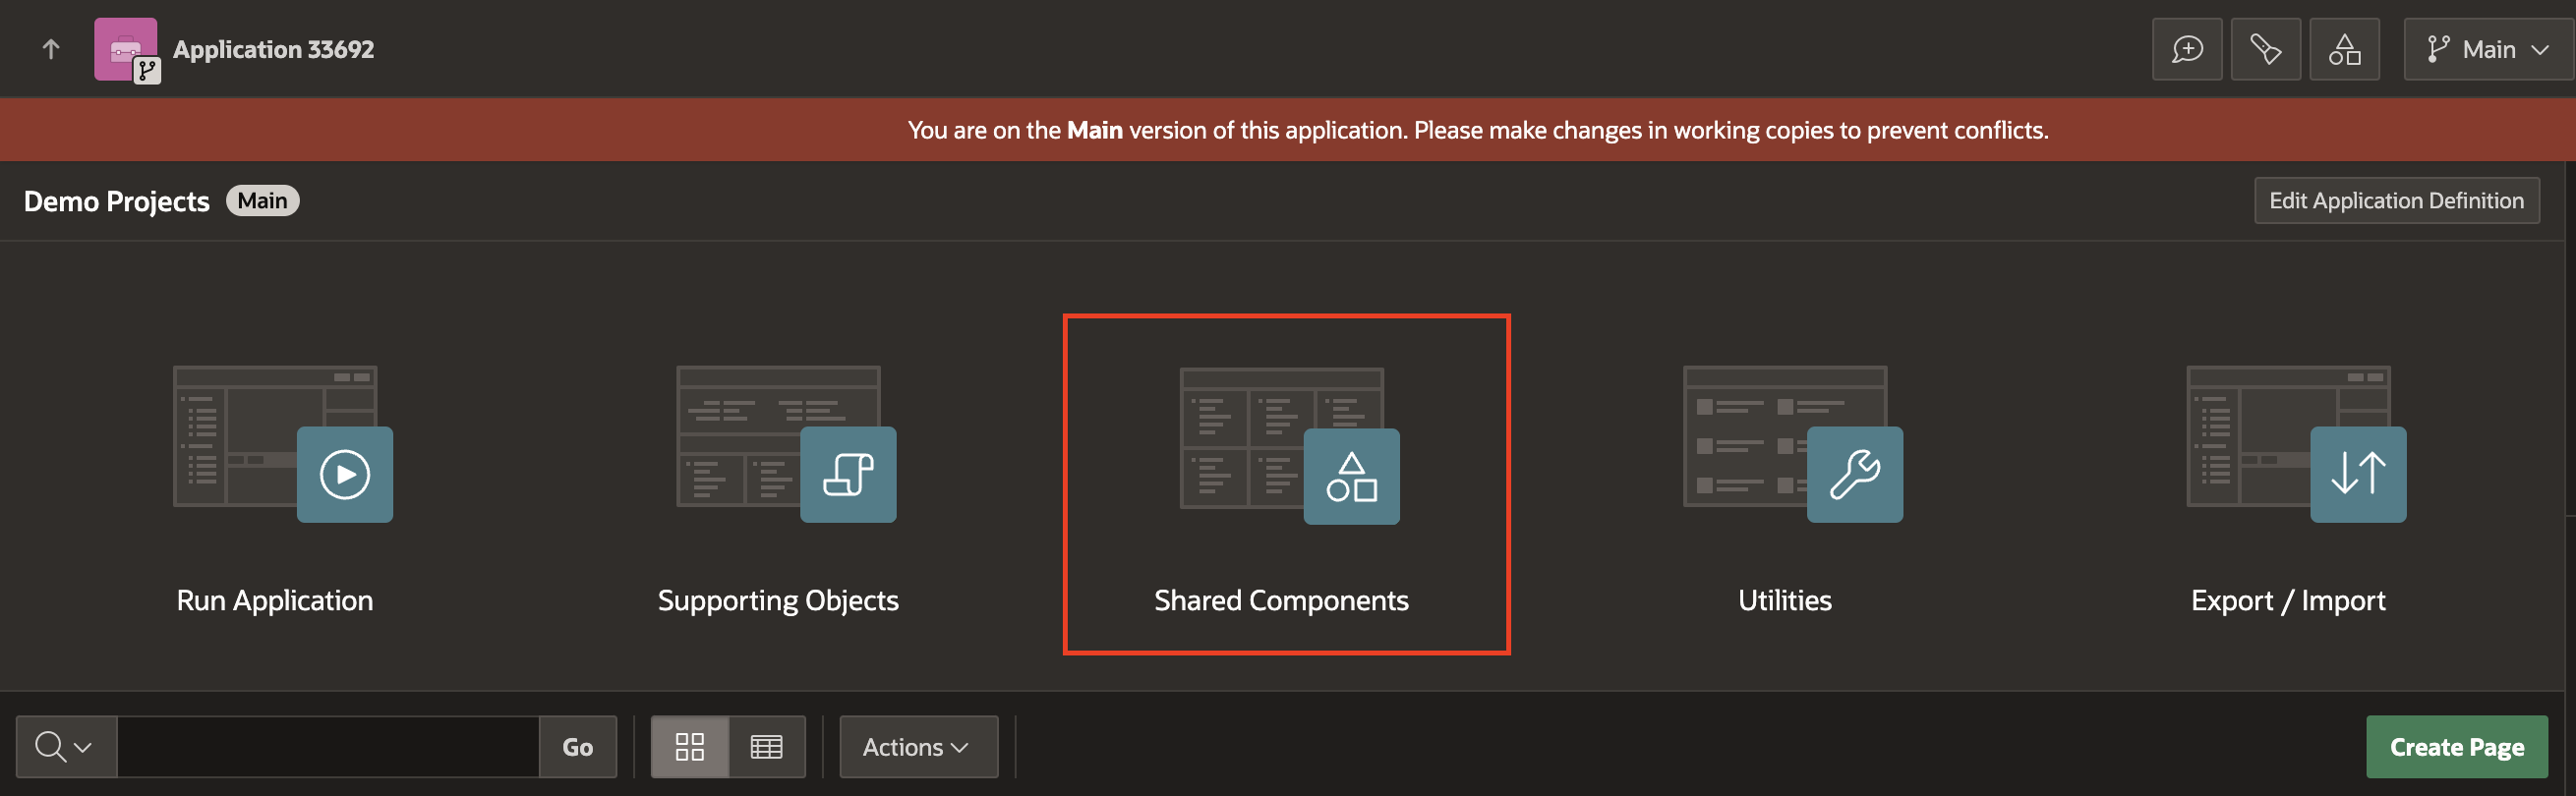 Application 33692
Main
You are on the Main version of this application. Please make changes in working copies to prevent conflicts.
Demo Projects Main
Edit Application Definition
Run Application
Supporting Objects
Shared Components
Utilities
Export / Import
Go
Actions
Create Page